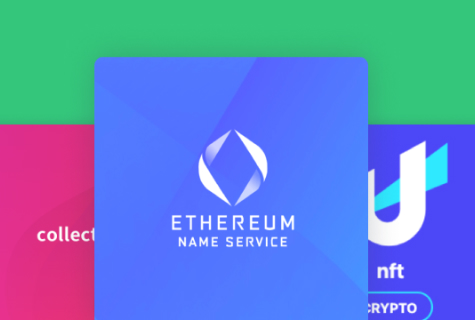 collect
ETHEREUM
NAME SERVICE
nft
CRYPTO